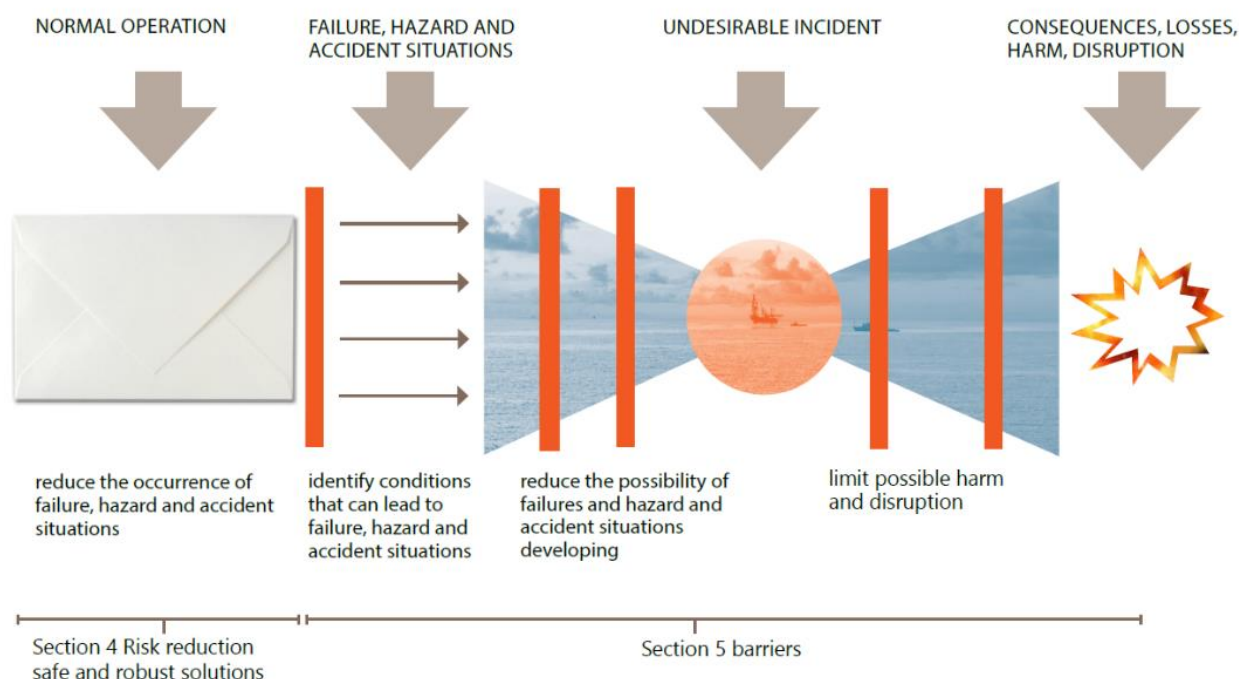 NORMAL OPERATION
FAILURE, HAZARD AND
ACCIDENT SITUATIONS
UNDESIRABLE INCIDENT
CONSEQUENCES, LOSSES,
HARM, DISRUPTION
reduce the occurrence of
failure, hazard and accident
situations
identify conditions
that can lead to
failure, hazard and
accident situations
reduce the possibility of
failures and hazard and
accident situations
developing
limit possible harm
and disruption
Section 4 Risk reduction
safe and robust solutions
Section 5 barriers